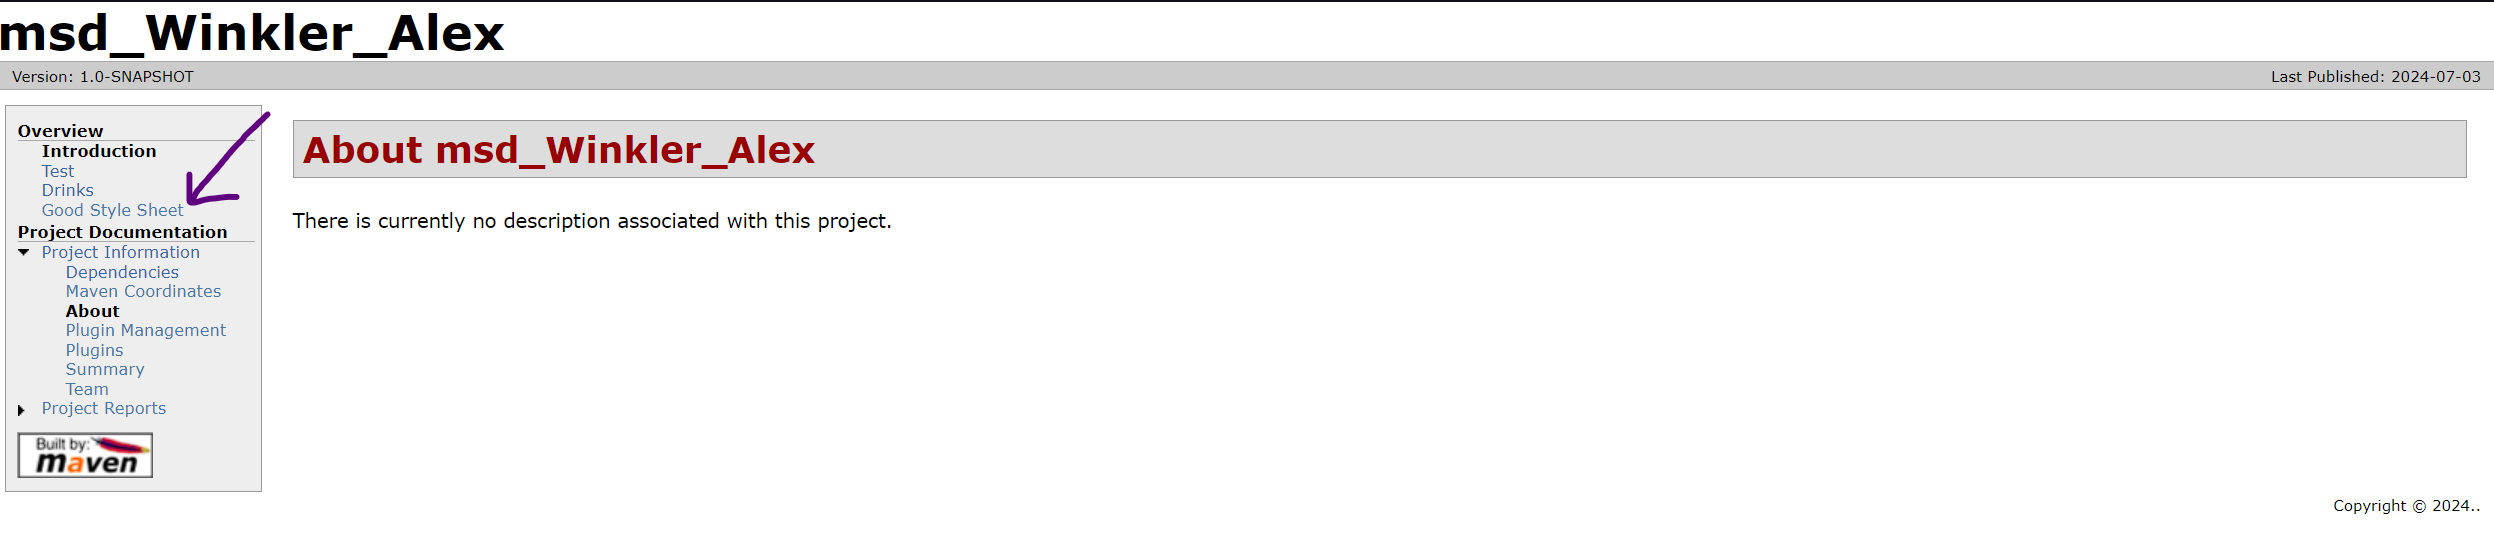 msd_Winkler_Alex
Version: 1.0-SNAPSHOT
Last Published: 2024-07-03
Overview
Introduction
Test
Drinks
Good Style Sheet
Project Documentation
Project Information
Dependencies
Maven Coordinates
About
Plugin Management
Plugins
Summary
Team
Project Reports
Built by:
maven
About msd_Winkler_Alex
There is currently no description associated with this project.
Copyright © 2024..